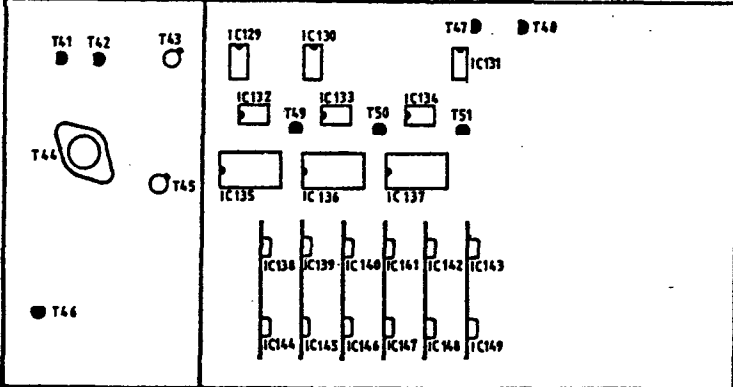 T47 T48
T41 T42 T43 IC129 IC130
IC131
IC132 IC133 IC134
T49 T50 T51
T44
T45
IC135 IC136 IC137
IC138 IC139 IC140 IC141 IC142 IC143
T46
IC144 IC145 IC146 IC147 IC148 IC149